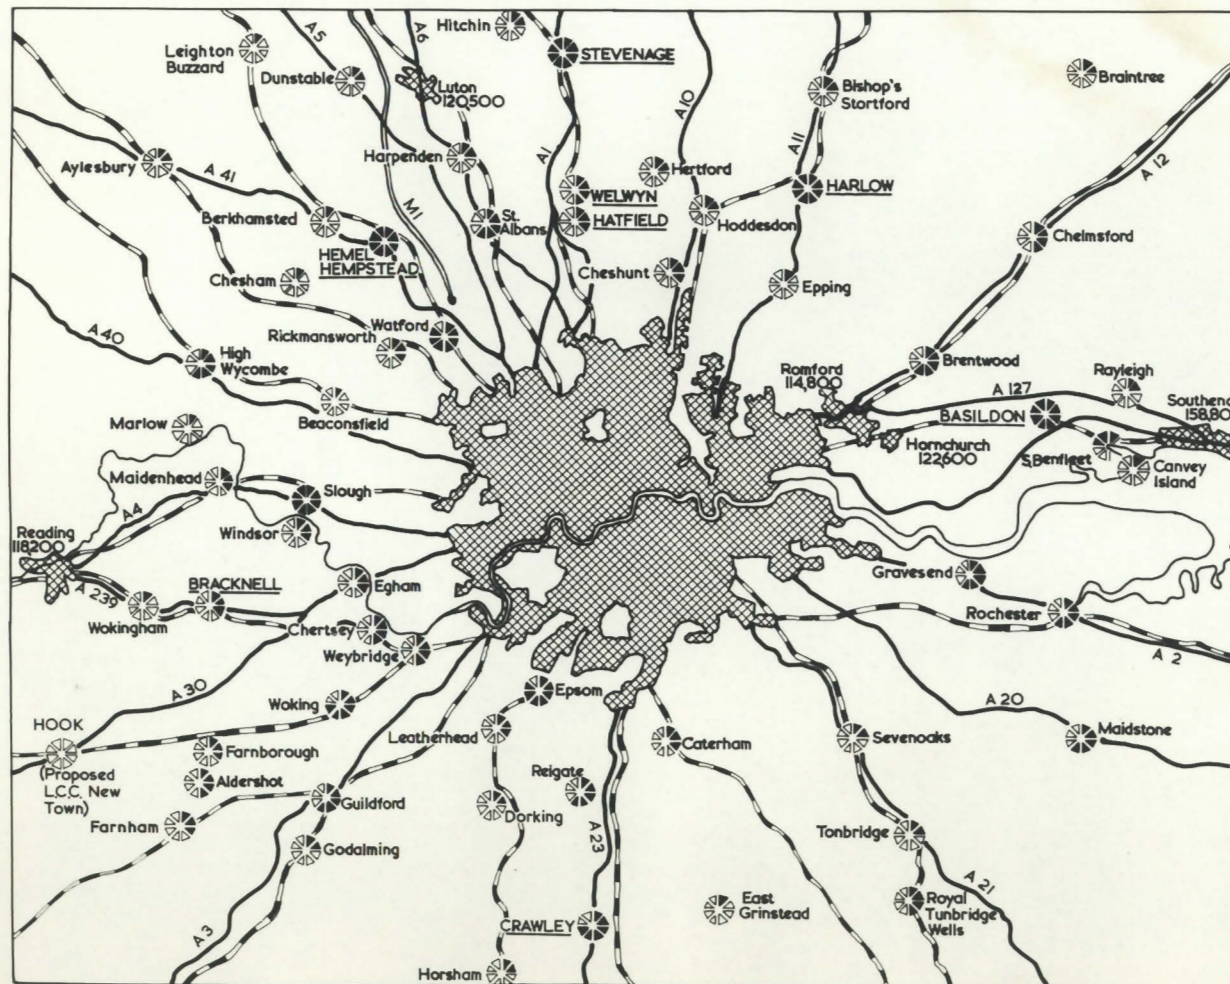 Hitchin
A5
A6
STEVENAGE
Leighton
Buzzard
Dunstable
Luton
120,500
A10
Bishop's
Stortford
Braintree
A11
A12
Aylesbury
A 41
Harpenden
A1
Hertford
M1
WELWYN
HARLOW
Berkhamsted
St.
Albans
HATFIELD
Hoddesdon
Chelmsford
HEMEL
HEMPSTEAD
Chesham
Cheshunt
Epping
A 40
Rickmansworth
Watford
High
Wycombe
Romford
114,800
Brentwood
Rayleigh
A 127
Southend
158,80
Marlow
Beaconsfield
BASILDON
Hornchurch
122600
S.Benfleet
Canvey
Island
Maidenhead
Slough
A4
Reading
118200
Windsor
Gravesend
A 239
BRACKNELL
Egham
Wokingham
Chertsey
Weybridge
Rochester
A 2
A 30
Woking
Epsom
A 20
HOOK
Farnborough
Leatherhead
Caterham
Sevenoaks
Maidstone
(Proposed
L.C.C. New
Town)
Aldershot
Reigate
Guildford
Dorking
Farnham
A 23
Tonbridge
Godalming
A 21
East
Grinstead
Royal
Tunbridge
Wells
A 3
CRAWLEY
Horsham